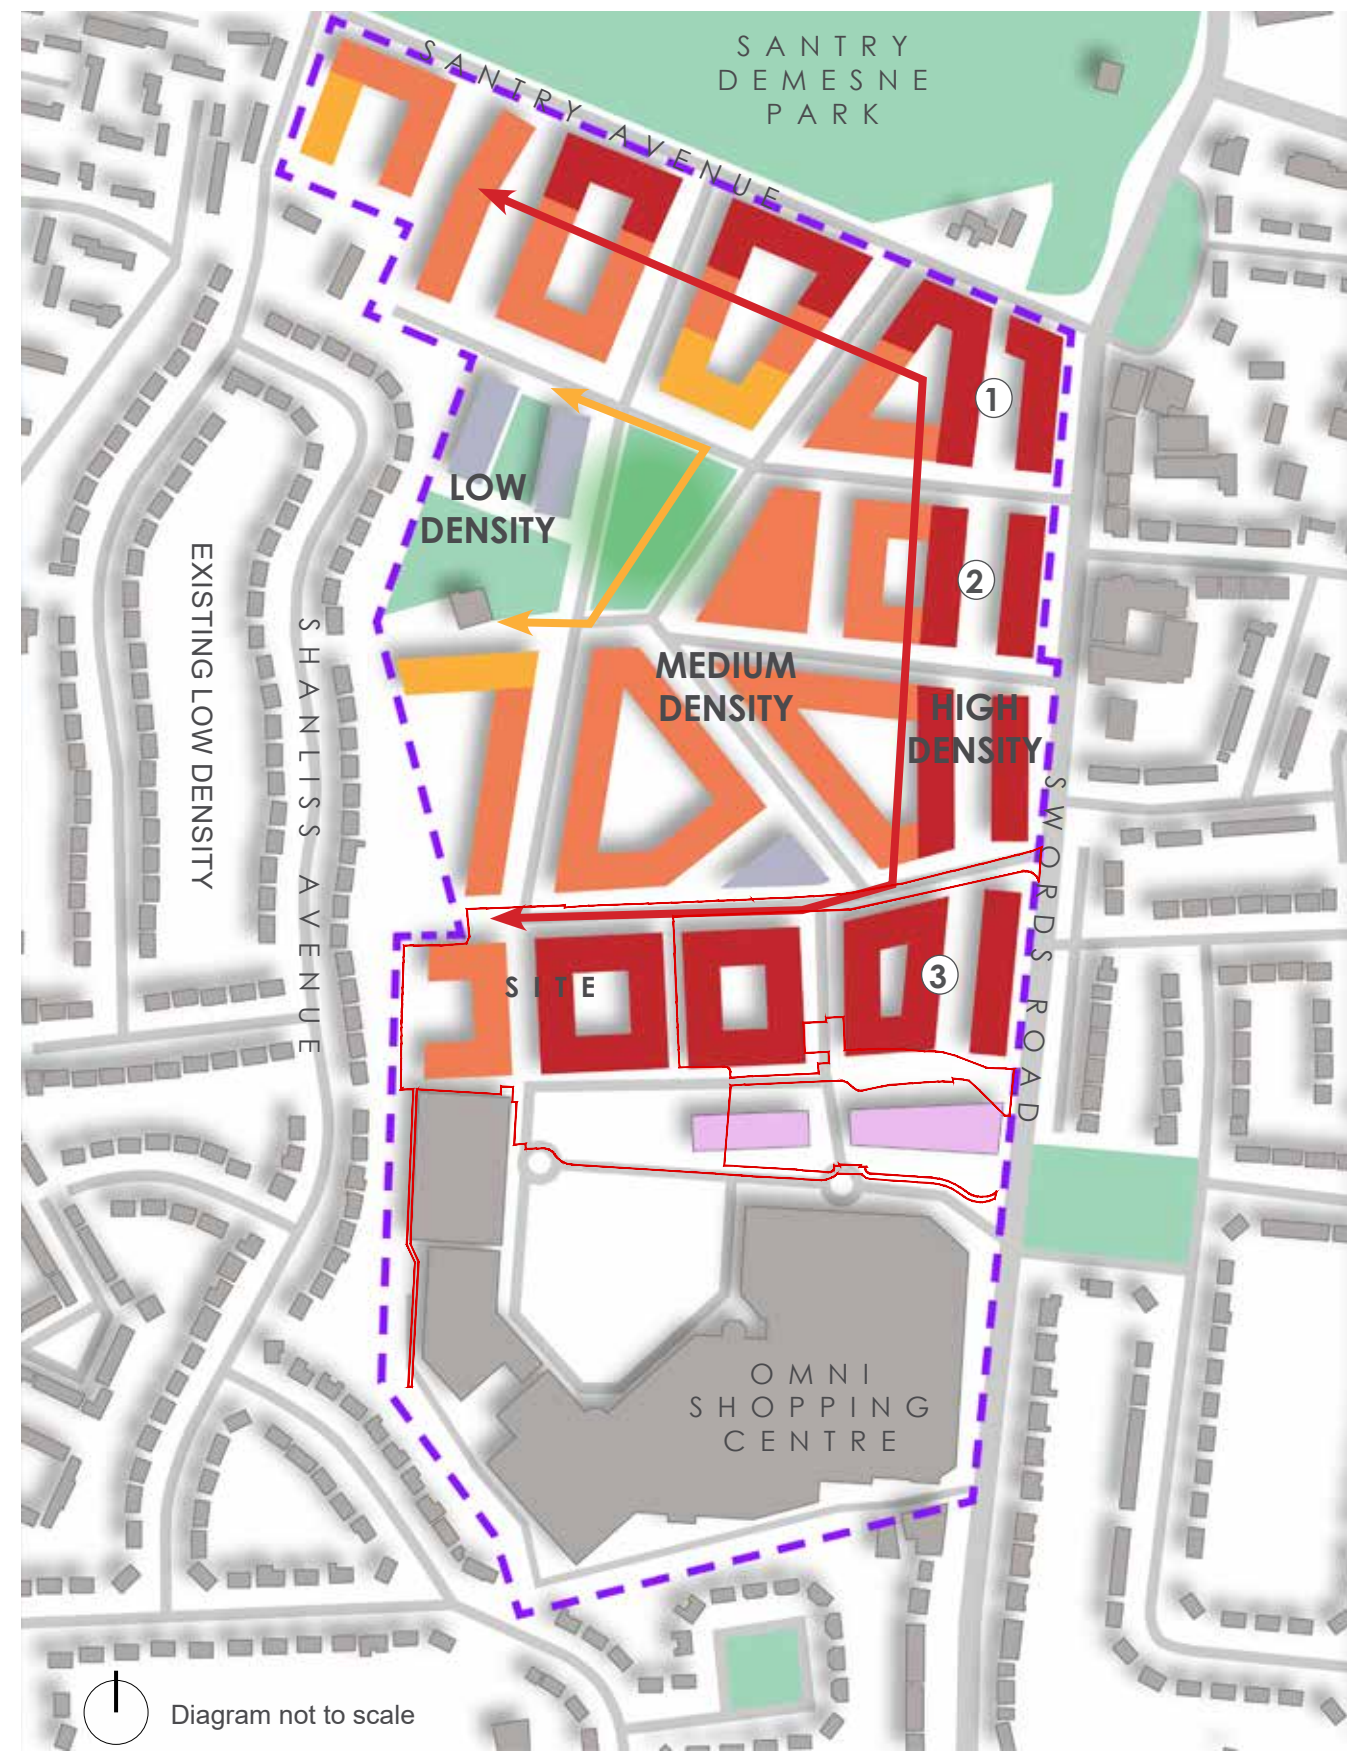 SANTRY
DEMESNE
PARK
SANTRY AVENUE
1
LOW
DENSITY
2
EXISTING LOW DENSITY
SHANLISS AVENUE
MEDIUM
DENSITY
HIGH
DENSITY
SWORDS ROAD
3
SITE
OMNI
SHOPPING
CENTRE
Diagram not to scale